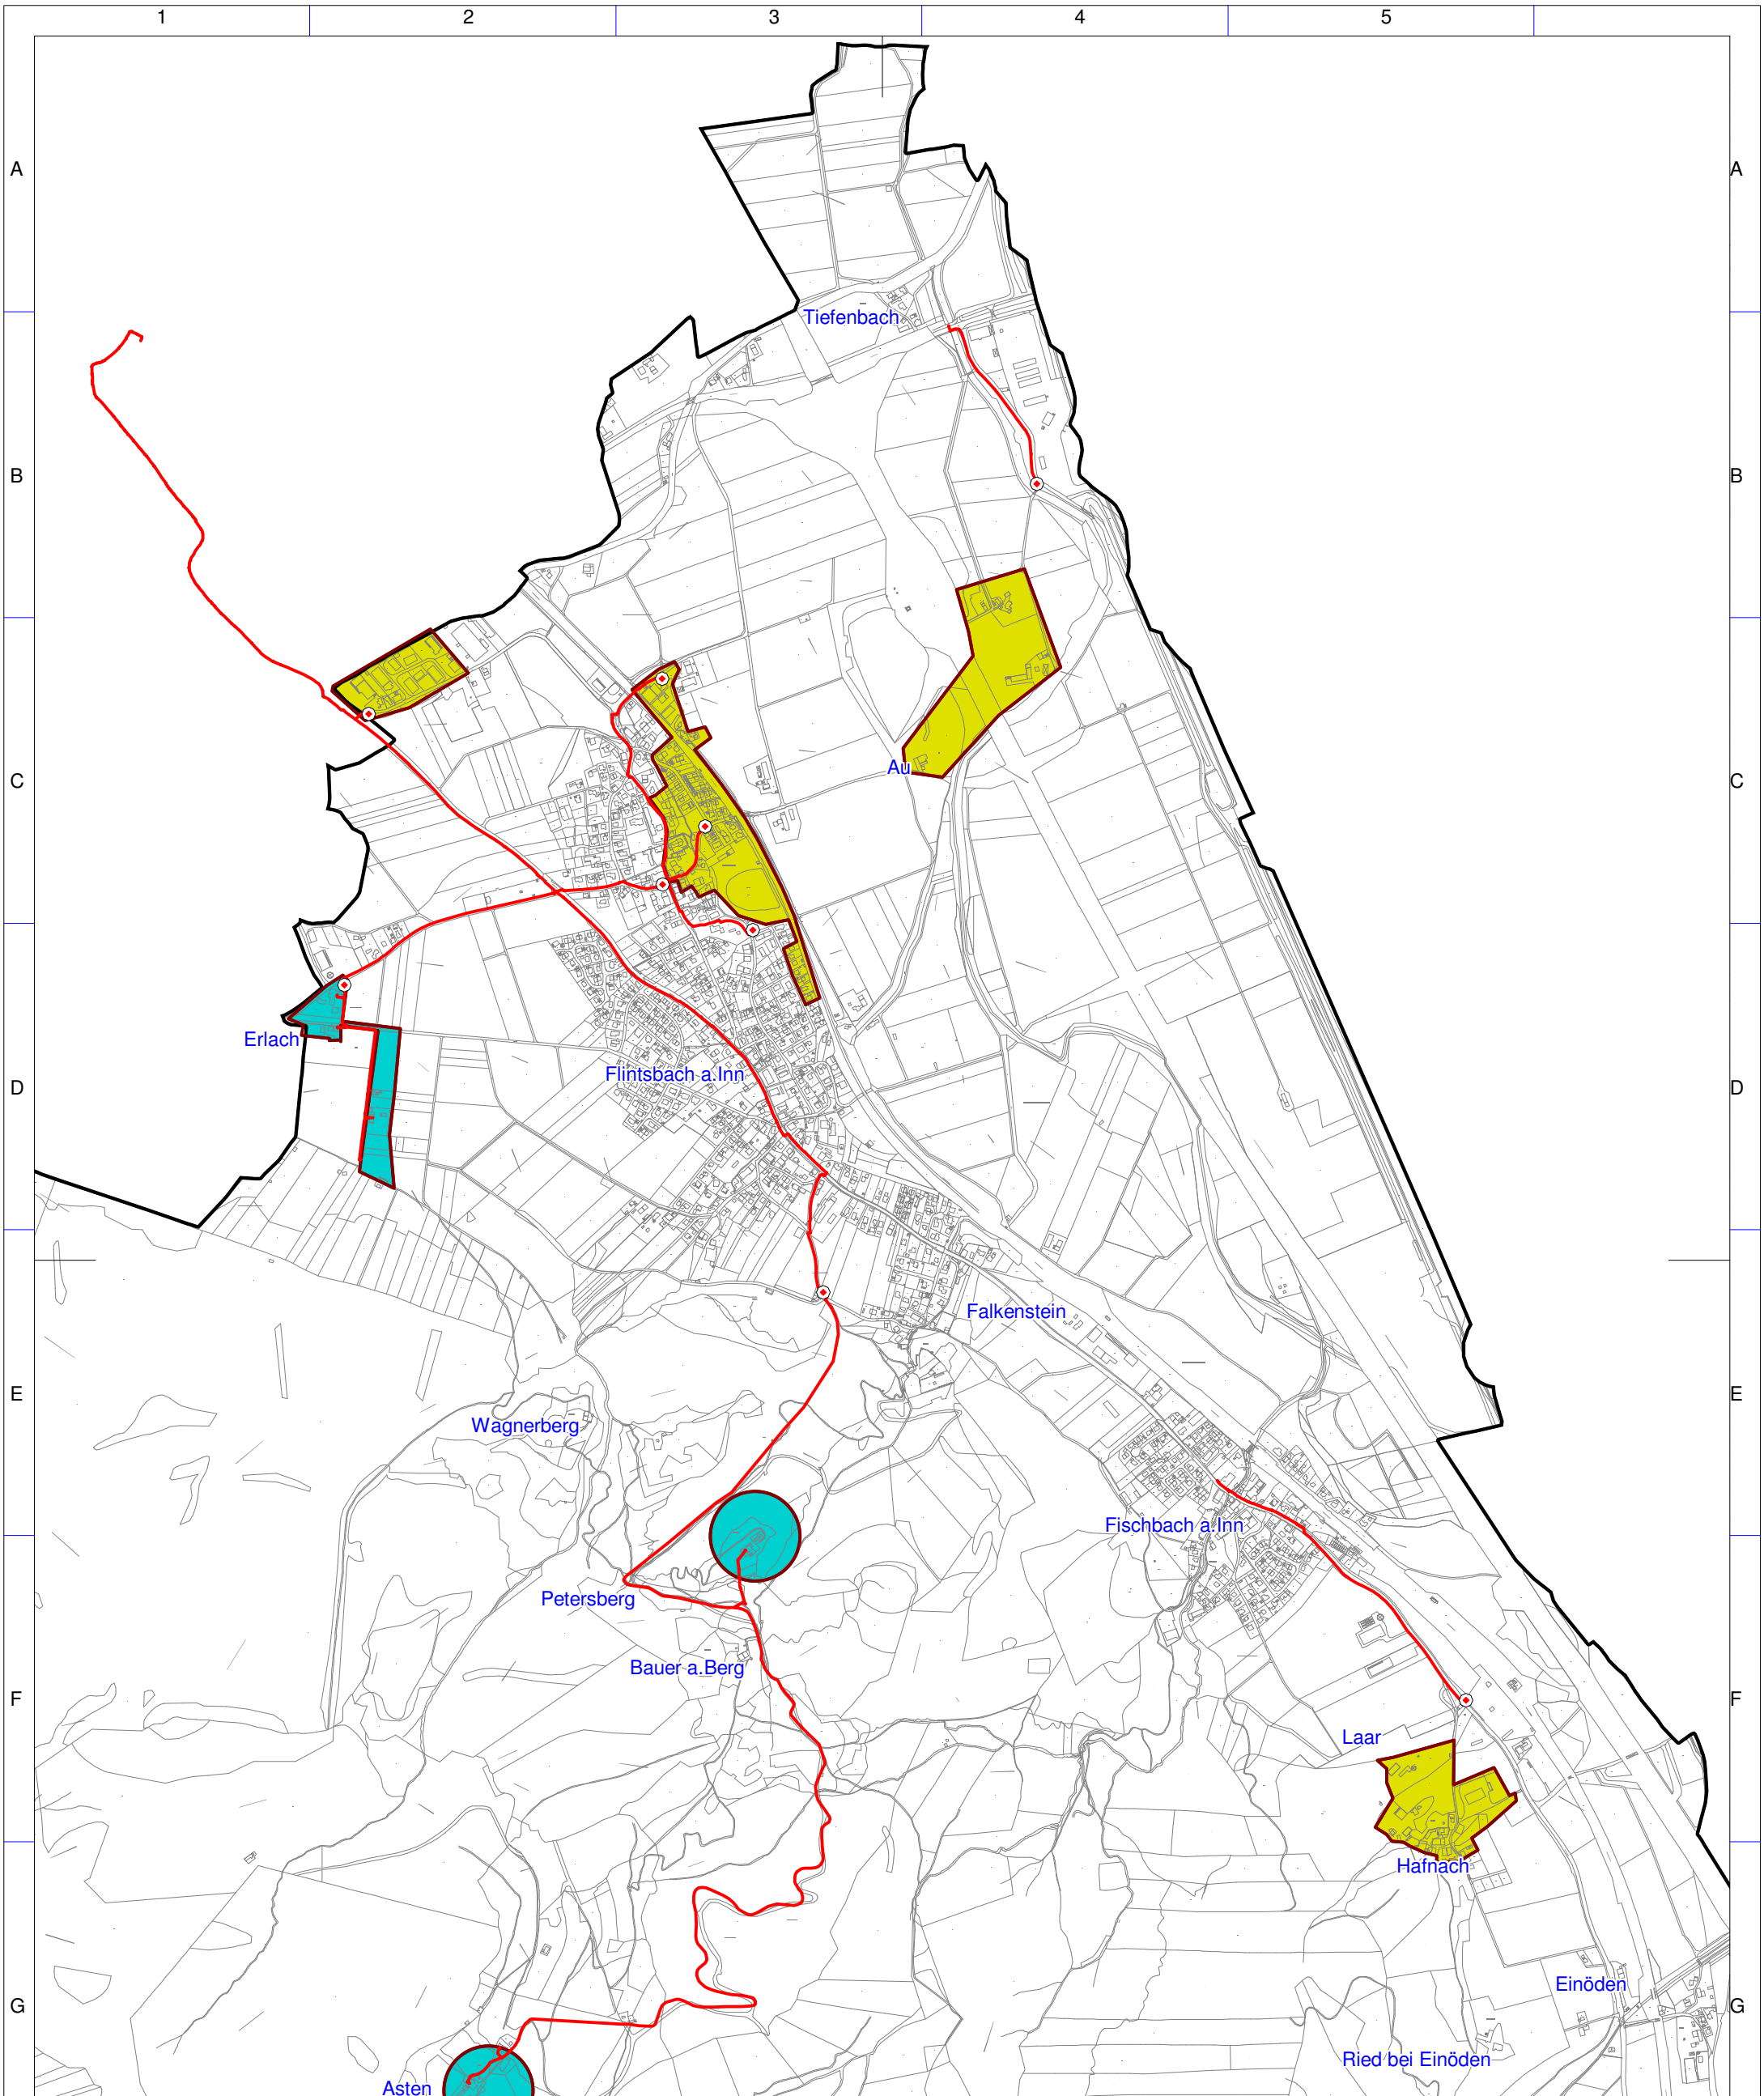 1 2 3 4 5
A A
Tiefenbach
B B
Au
C C
Erlach
Flintsbach a.Inn
D D
Falkenstein
E E
Wagnerberg
Fischbach a.Inn
Petersberg
Bauer a.Berg
F F
Laar
Hafnach
Einöden
G G
Ried bei Einöden
Asten